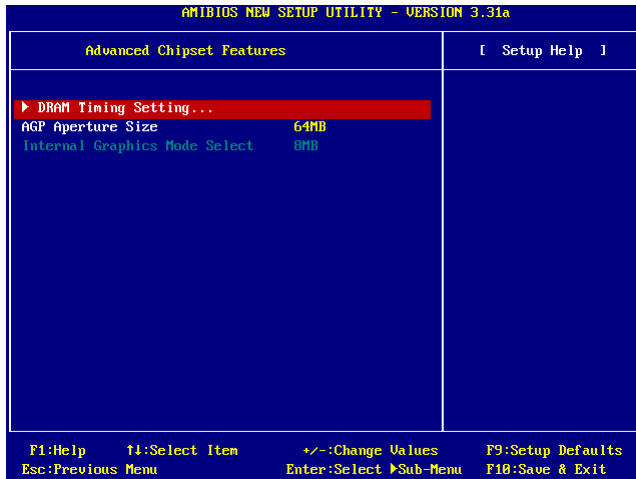 AMIBIOS NEW SETUP UTILITY - VERSION 3.31a
Advanced Chipset Features
[ Setup Help ]
▶ DRAM Timing Setting...
AGP Aperture Size 64MB
Internal Graphics Mode Select 8MB
F1:Help ↑↓:Select Item +/-:Change Values F9:Setup Defaults
Esc:Previous Menu Enter:Select ▶Sub-Menu F10:Save & Exit